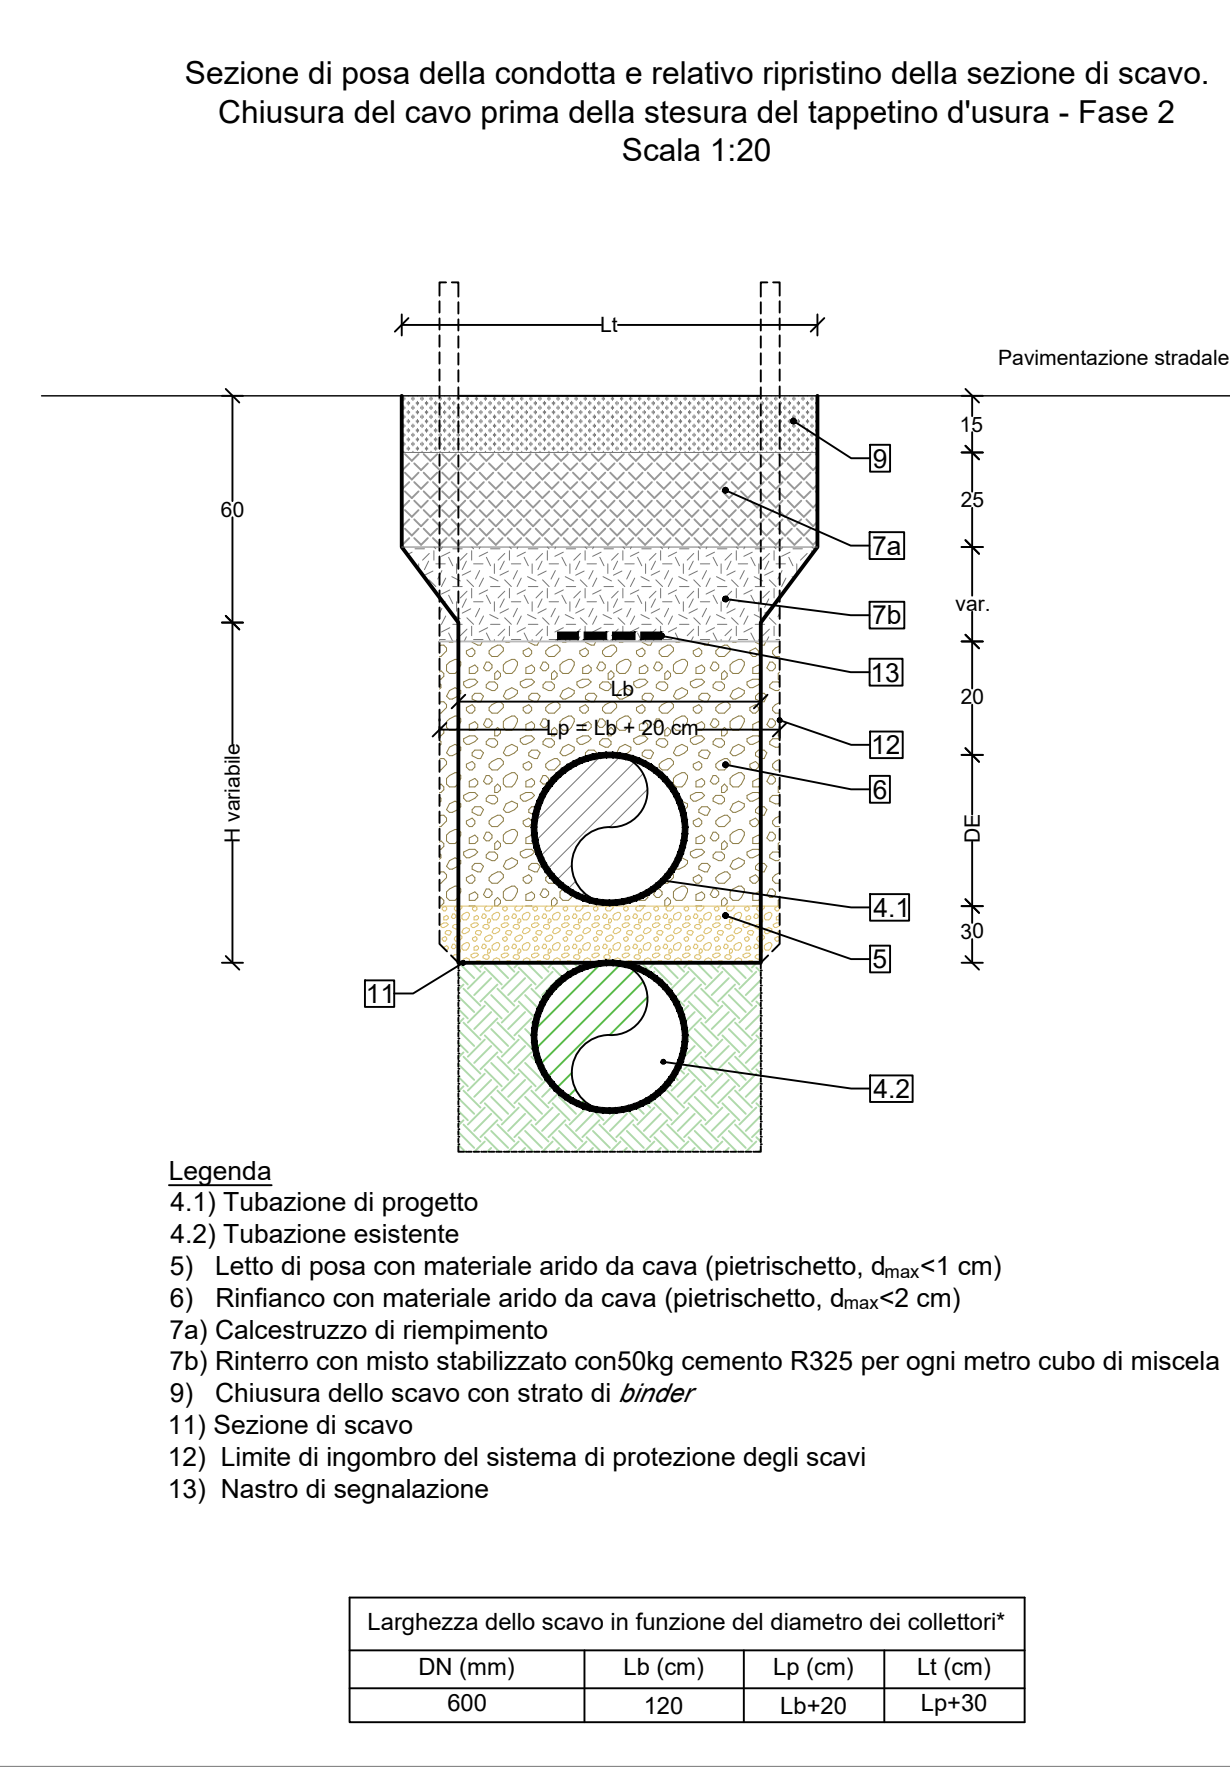 Sezione di posa della condotta e relativo ripristino della sezione di scavo.
Chiusura del cavo prima della stesura del tappetino d'usura - Fase 2
Scala 1:20
Lt
Pavimentazione stradale
15
9
60
25
7a
var.
7b
13
Lb
20
Lp = Lb + 20 cm
12
6
H variabile
DE
4.1
30
5
11
4.2
Legenda
4.1) Tubazione di progetto
4.2) Tubazione esistente
5) Letto di posa con materiale arido da cava (pietrischetto, dmax<1 cm)
6) Rinfianco con materiale arido da cava (pietrischetto, dmax<2 cm)
7a) Calcestruzzo di riempimento
7b) Rinterro con misto stabilizzato con50kg cemento R325 per ogni metro cubo di miscela
9) Chiusura dello scavo con strato di binder
11) Sezione di scavo
12) Limite di ingombro del sistema di protezione degli scavi
13) Nastro di segnalazione
Larghezza dello scavo in funzione del diametro dei collettori*
DN (mm) Lb (cm) Lp (cm) Lt (cm)
600 120 Lb+20 Lp+30